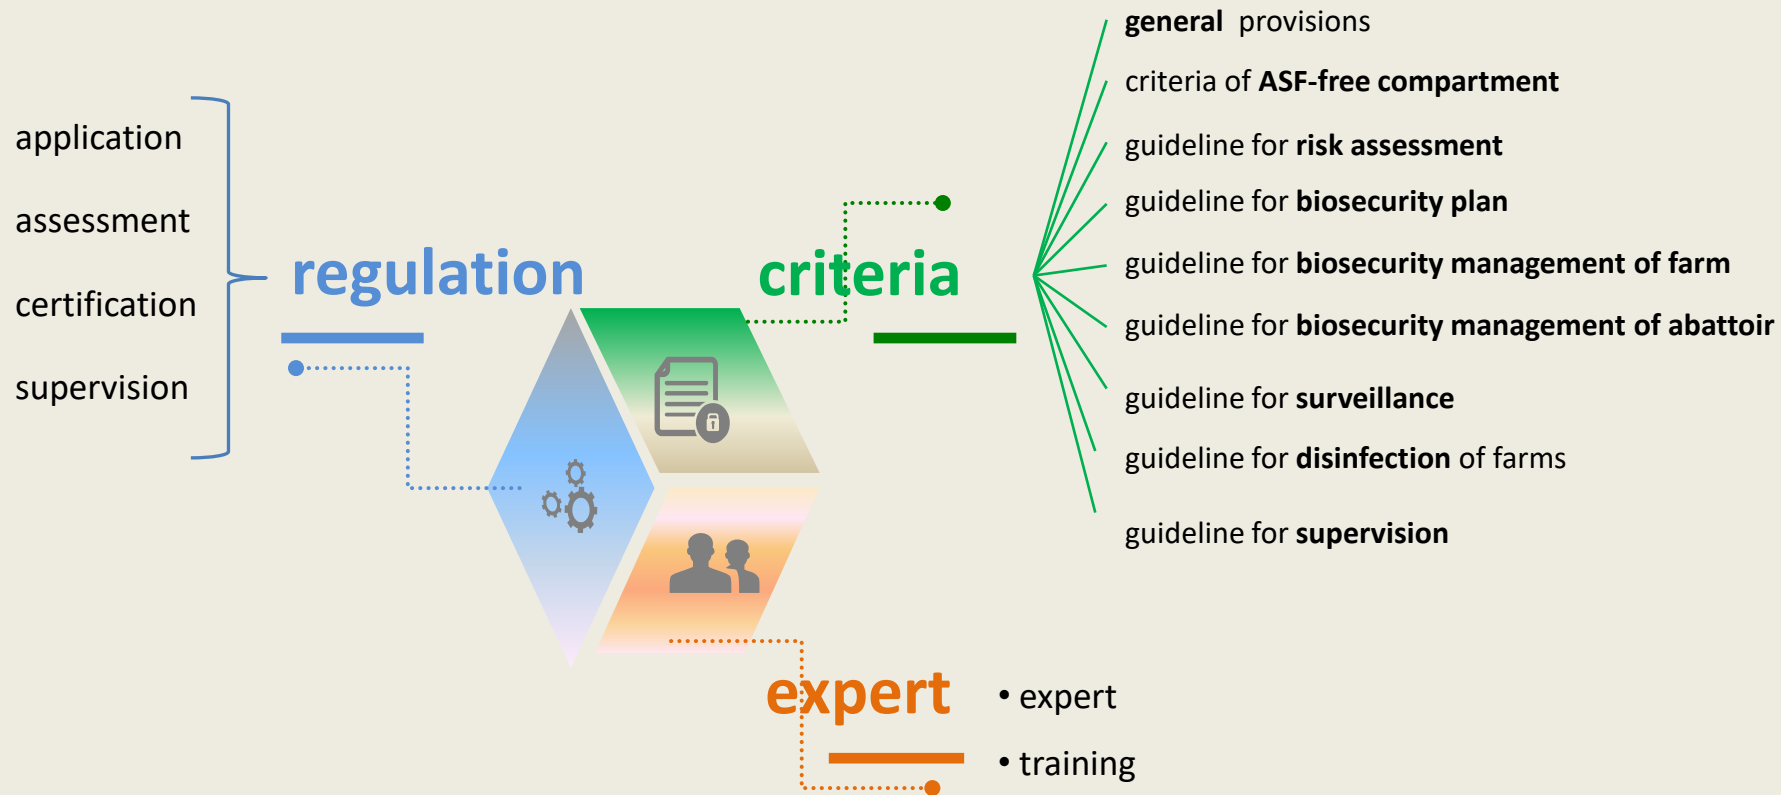 application
assessment
certification
supervision
regulation
criteria
general provisions
criteria of ASF-free compartment
guideline for risk assessment
guideline for biosecurity plan
guideline for biosecurity management of farm
guideline for biosecurity management of abattoir
guideline for surveillance
guideline for disinfection of farms
guideline for supervision
expert
• expert
• training